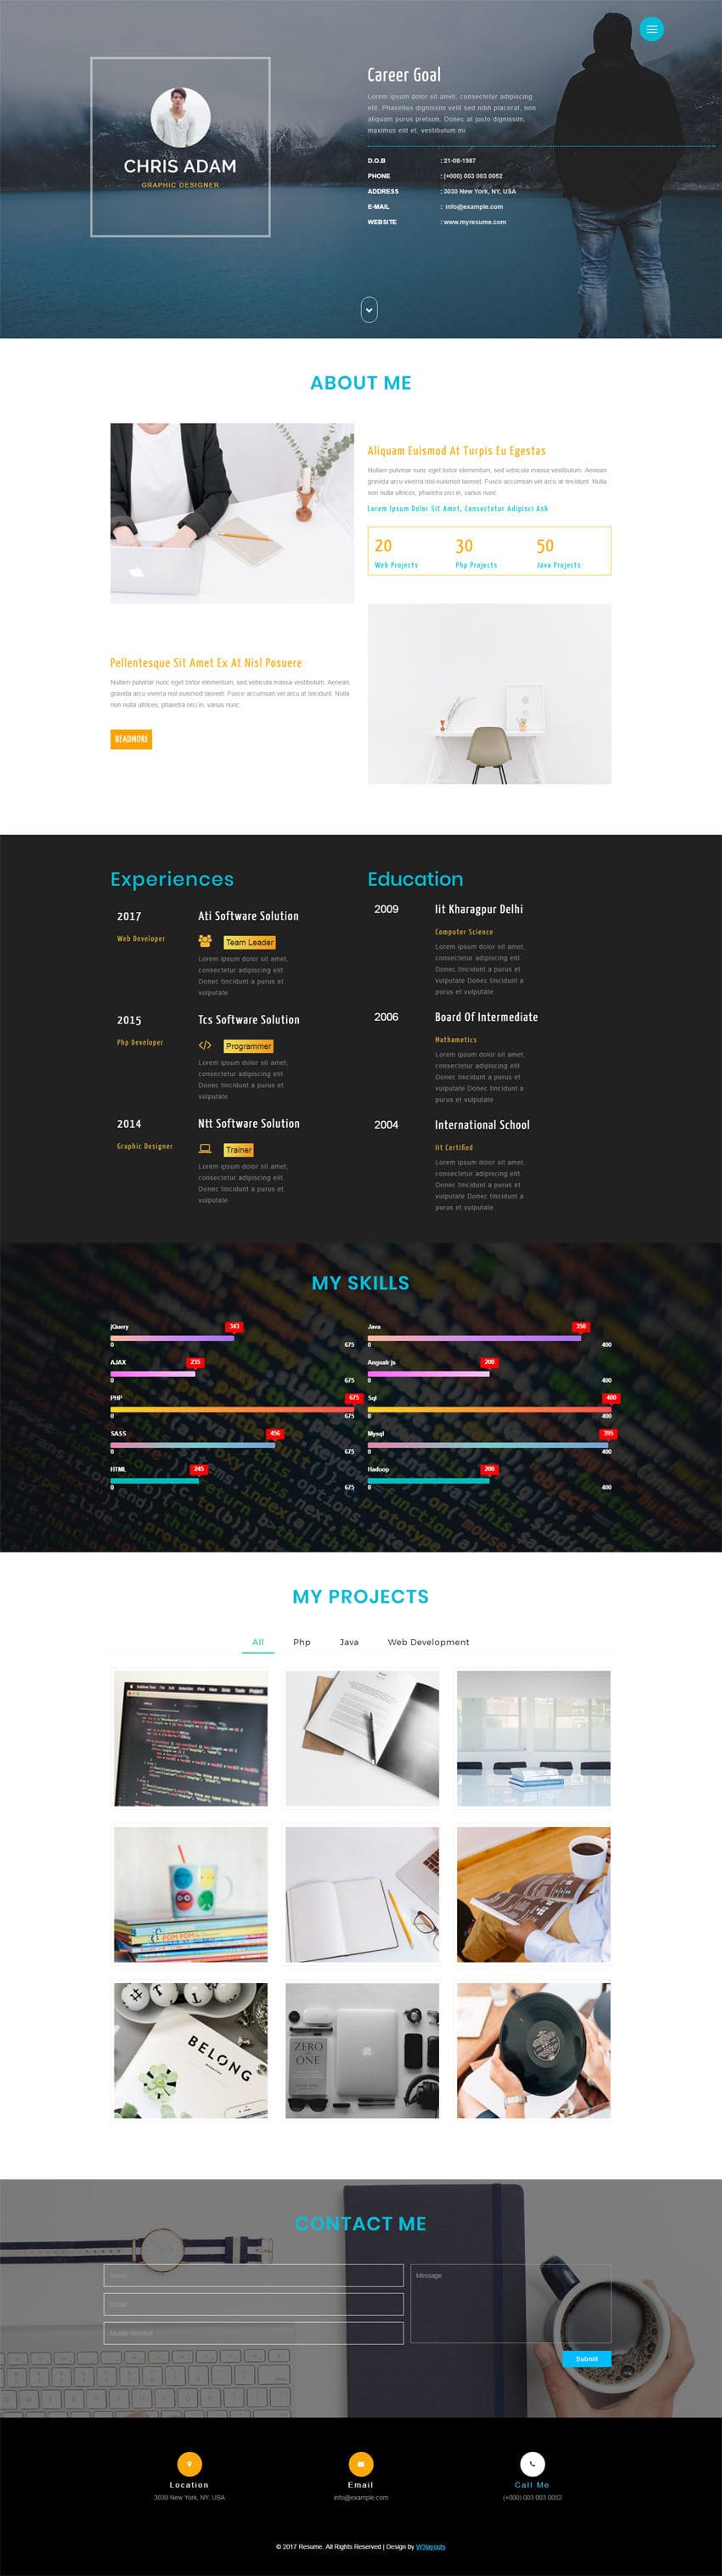 CHRIS ADAM
GRAPHIC DESIGNER
Career Goal
Lorem ipsum dolor sit amet, consectetur adipiscing
elit. Phasellus dignissim velit sed nibh placerat, non
aliquam purus pretium. Donec at justo dignissim,
maximus elit et, vestibulum mi.
D.O.B : 21-08-1987
PHONE : (+000) 003 003 0052
ADDRESS : 3030 New York, NY, USA
E-MAIL : info@example.com
WEBSITE : www.myresume.com
ABOUT ME
Aliquam Euismod At Turpis Eu Egestas
Nullam pulvinar nunc eget tortor elementum, sed vehicula massa vestibulum. Aenean
gravida arcu viverra nisl euismod laoreet. Fusce accumsan vel arcu at tincidunt. Nulla
non nulla ultrices, pharetra orci in, varius nunc.
Lorem Ipsum Dolor Sit Amet, Consectetur Adipisci Ask
20 30 50
Web Projects Php Projects Java Projects
Pellentesque Sit Amet Ex At Nisl Posuere
Nullam pulvinar nunc eget tortor elementum, sed vehicula massa vestibulum. Aenean
gravida arcu viverra nisl euismod laoreet. Fusce accumsan vel arcu at tincidunt. Nulla
non nulla ultrices, pharetra orci in, varius nunc.
READMORE
Experiences
2017 Ati Software Solution
Web Developer Team Leader
Lorem ipsum dolor sit amet,
consectetur adipiscing elit.
Donec tincidunt a purus et
vulputate
2015 Tcs Software Solution
Php Developer Programmer
Lorem ipsum dolor sit amet,
consectetur adipiscing elit.
Donec tincidunt a purus et
vulputate
2014 Ntt Software Solution
Graphic Designer Trainer
Lorem ipsum dolor sit amet,
consectetur adipiscing elit.
Donec tincidunt a purus et
vulputate
Education
2009 Iit Kharagpur Delhi
Computer Science
Lorem ipsum dolor sit amet,
consectetur adipiscing elit.
Donec tincidunt a purus et
vulputate Donec tincidunt a
purus et vulputate
2006 Board Of Intermediate
Mathametics
Lorem ipsum dolor sit amet,
consectetur adipiscing elit.
Donec tincidunt a purus et
vulputate Donec tincidunt a
purus et vulputate
2004 International School
Iit Certified
Lorem ipsum dolor sit amet,
consectetur adipiscing elit.
Donec tincidunt a purus et
vulputate Donec tincidunt a
purus et vulputate
MY SKILLS
jQuery 343
0 675
AJAX 235
0 675
PHP 675
0 675
SASS 456
0 675
HTML 245
0 675
Java 350
0 400
Angualr js 200
0 400
Sql 400
0 400
Mysql 395
0 400
Hadoop 200
0 400
MY PROJECTS
All Php Java Web Development
BELONG
ZERO
ONE
CONTACT ME
Name
Email
Mobile Number
Message
Submit
Location
3030 New York, NY, USA
Email
info@example.com
Call Me
(+000) 003 003 0052
© 2017 Resume. All Rights Reserved | Design by W3layouts